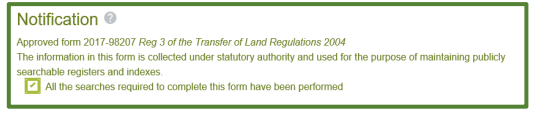 Notification ?
Approved form 2017-98207 Reg 3 of the Transfer of Land Regulations 2004
The information in this form is collected under statutory authority and used for the purpose of maintaining publicly
searchable registers and indexes.
All the searches required to complete this form have been performed